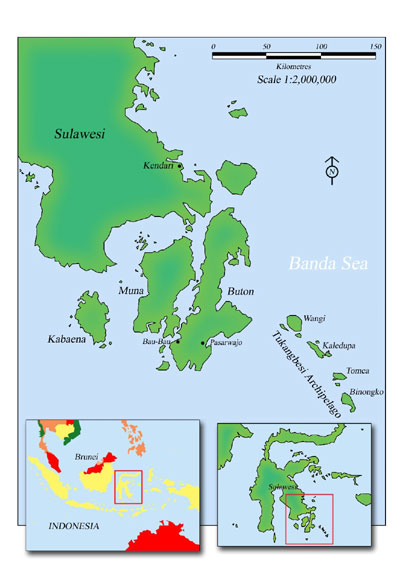 0 50 100 150
Kilometres
Scale 1:2,000,000
Sulawesi
Kendari
N
Banda Sea
Muna
Buton
Kabaena
Wangi
Bau-Bau
Pasarwajo
Kaledupa
Tukangbesi Archipelago
Tomea
Binongko
Brunei
INDONESIA
Sulawesi